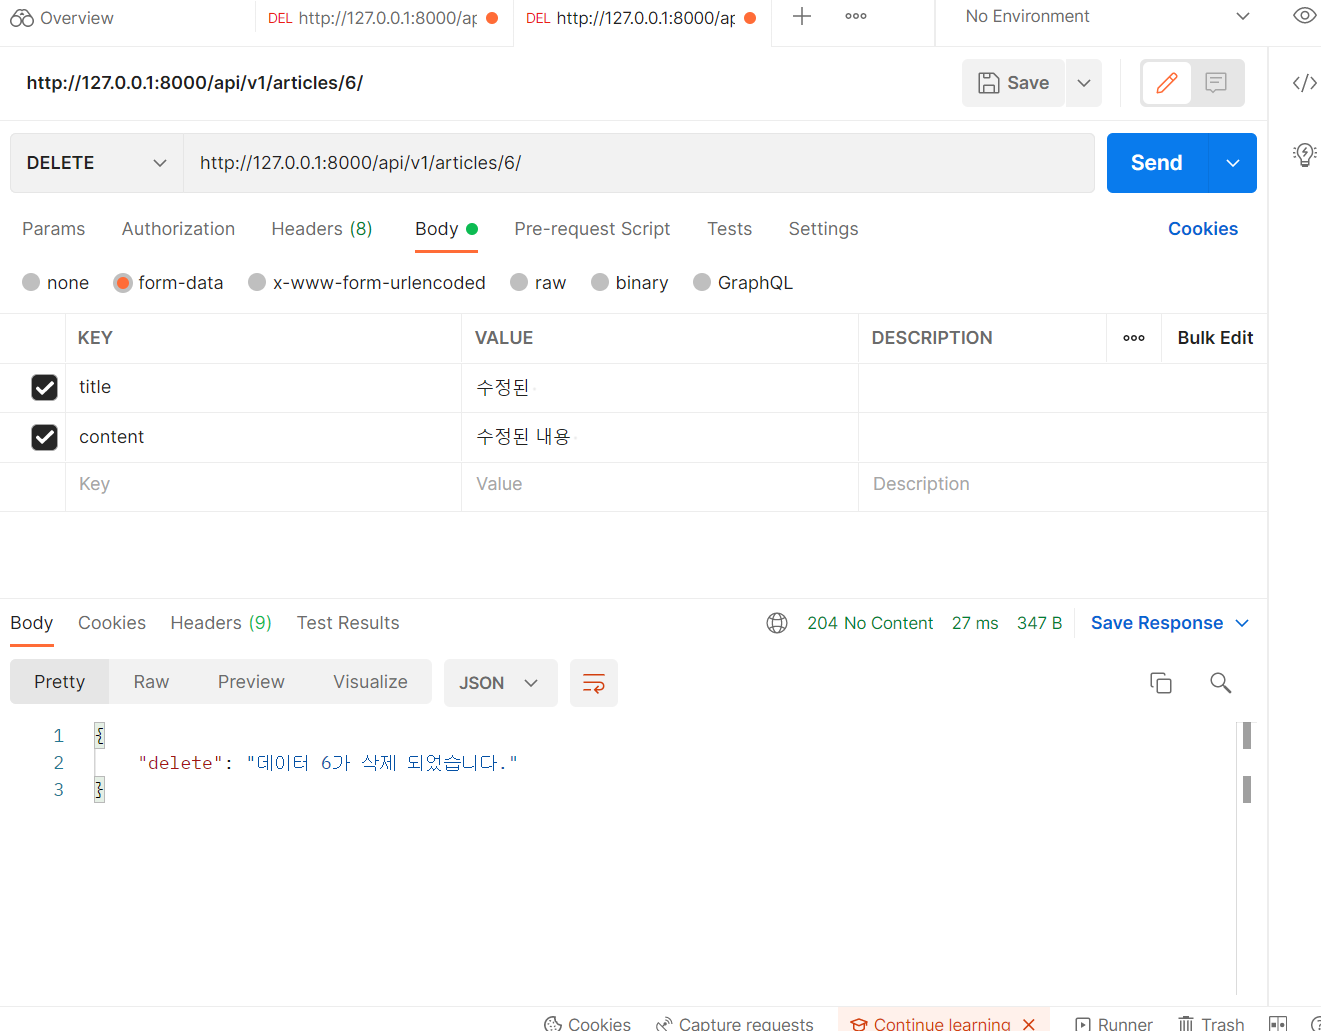 Overview
DEL http://127.0.0.1:8000/ap
DEL http://127.0.0.1:8000/ap
No Environment
http://127.0.0.1:8000/api/v1/articles/6/
Save
DELETE
http://127.0.0.1:8000/api/v1/articles/6/
Send
Params
Authorization
Headers (8)
Body
Pre-request Script
Tests
Settings
Cookies
none
form-data
x-www-form-urlencoded
raw
binary
GraphQL
KEY
VALUE
DESCRIPTION
Bulk Edit
title
수정된
content
수정된 내용
Key
Value
Description
Body
Cookies
Headers (9)
Test Results
204 No Content
27 ms
347 B
Save Response
Pretty
Raw
Preview
Visualize
JSON
1 {
2 "delete": "데이터 6가 삭제 되었습니다."
3 }
Cookies
Capture requests
Continue learning
Runner
Trash